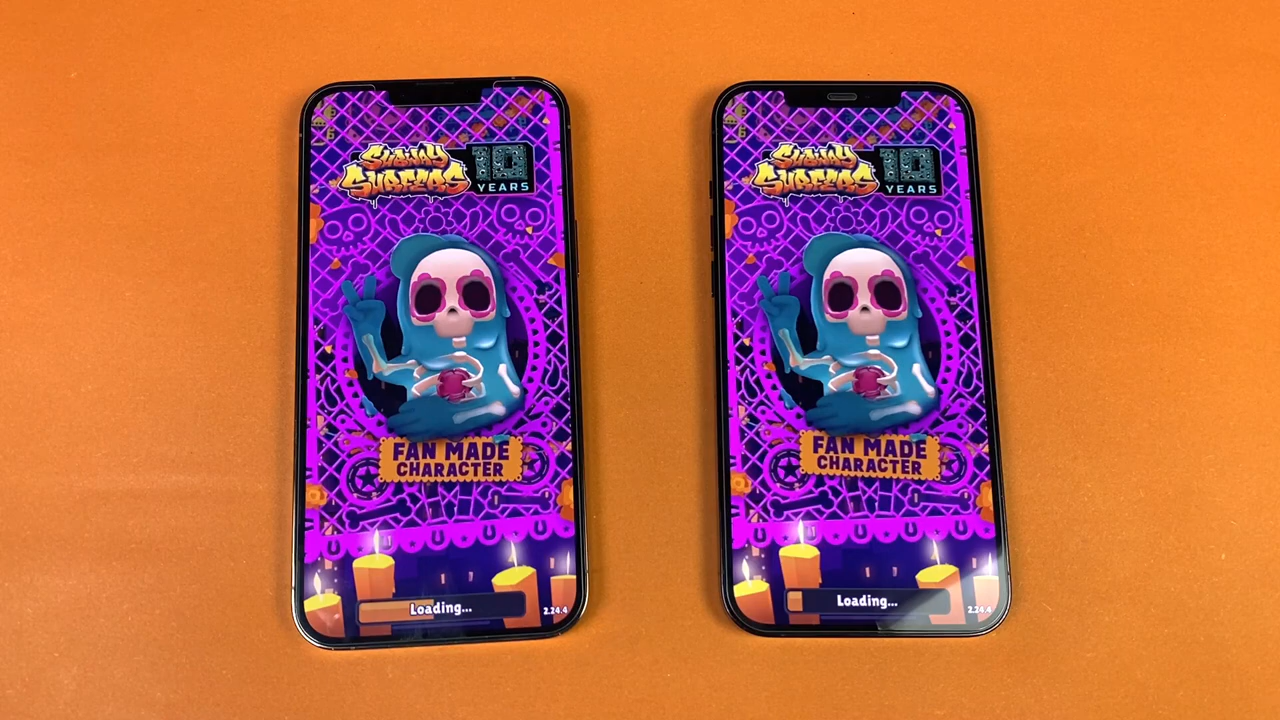 SUBWAY
SURFERS
10
YEARS
FAN MADE
CHARACTER
Loading...
2.24.4
SUBWAY
SURFERS
10
YEARS
FAN MADE
CHARACTER
Loading...
2.24.4